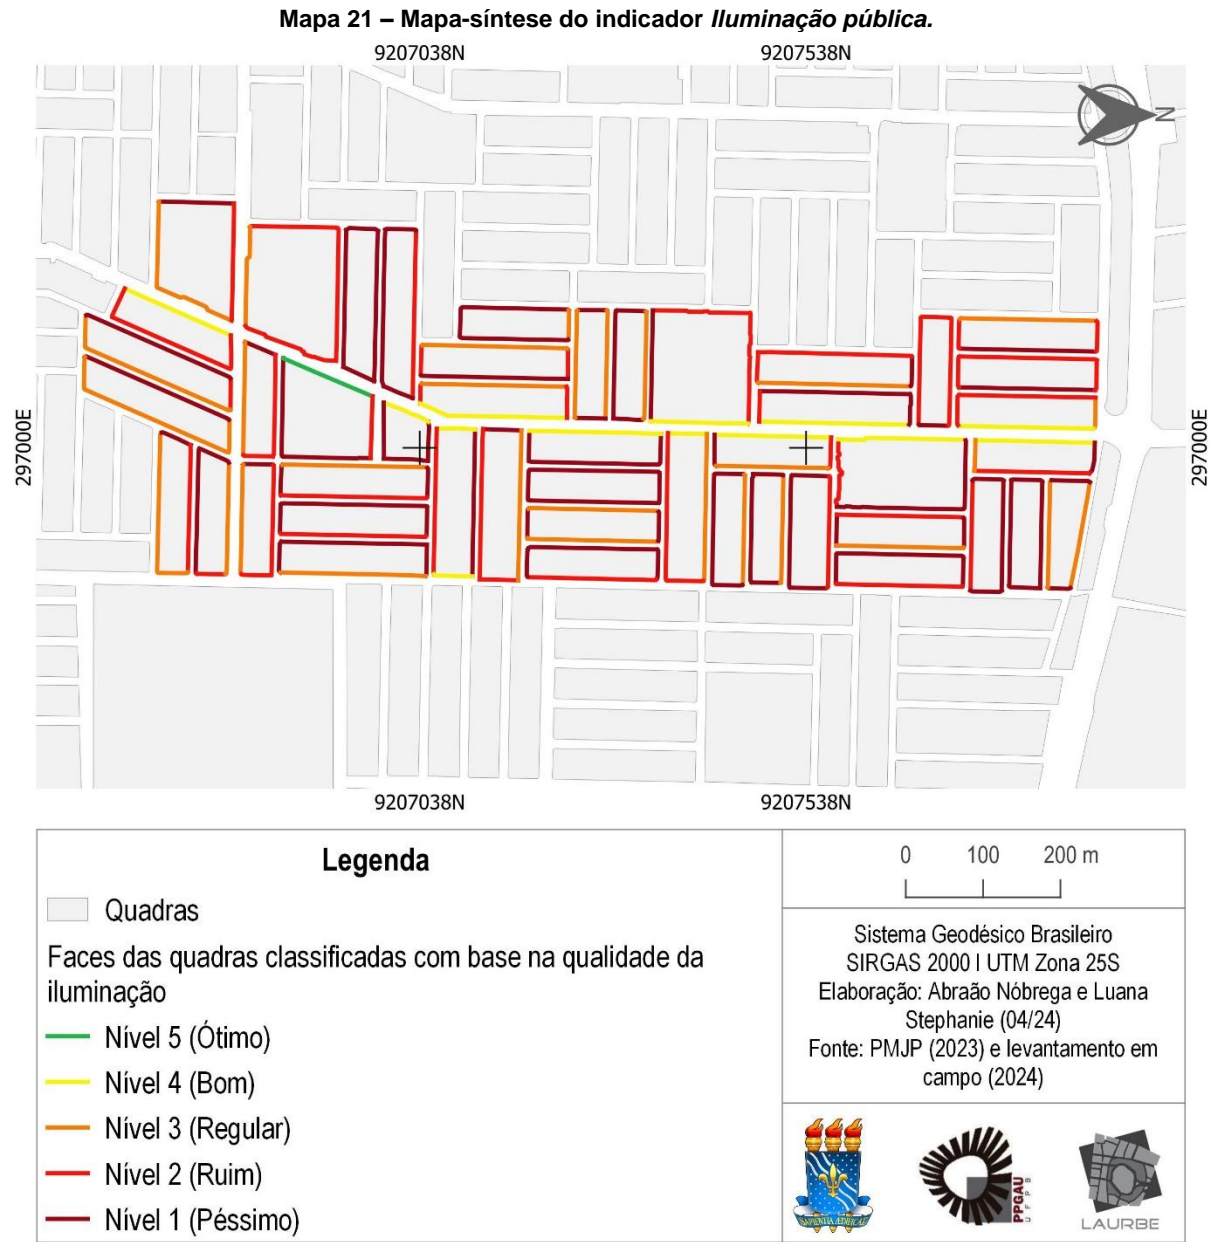 Mapa 21 – Mapa-síntese do indicador Iluminação pública.
9207038N 9207538N
N
297000E 297000E
9207038N 9207538N
Legenda
Quadras
Faces das quadras classificadas com base na qualidade da
iluminação
Nível 5 (Ótimo)
Nível 4 (Bom)
Nível 3 (Regular)
Nível 2 (Ruim)
Nível 1 (Péssimo)
0 100 200 m
Sistema Geodésico Brasileiro
SIRGAS 2000 I UTM Zona 25S
Elaboração: Abraão Nóbrega e Luana
Stephanie (04/24)
Fonte: PMJP (2023) e levantamento em
campo (2024)
SAPIENTIA ÆDIFICAT
PPGAU
UFPB
LAURBE